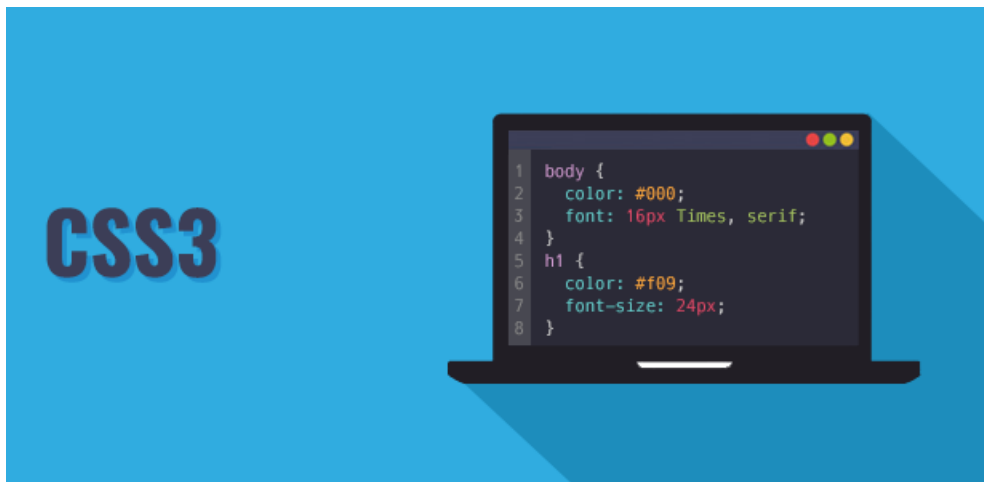 CSS3
1 body {
2   color: #000;
3   font: 16px Times, serif;
4 }
5 h1 {
6   color: #f09;
7   font-size: 24px;
8 }